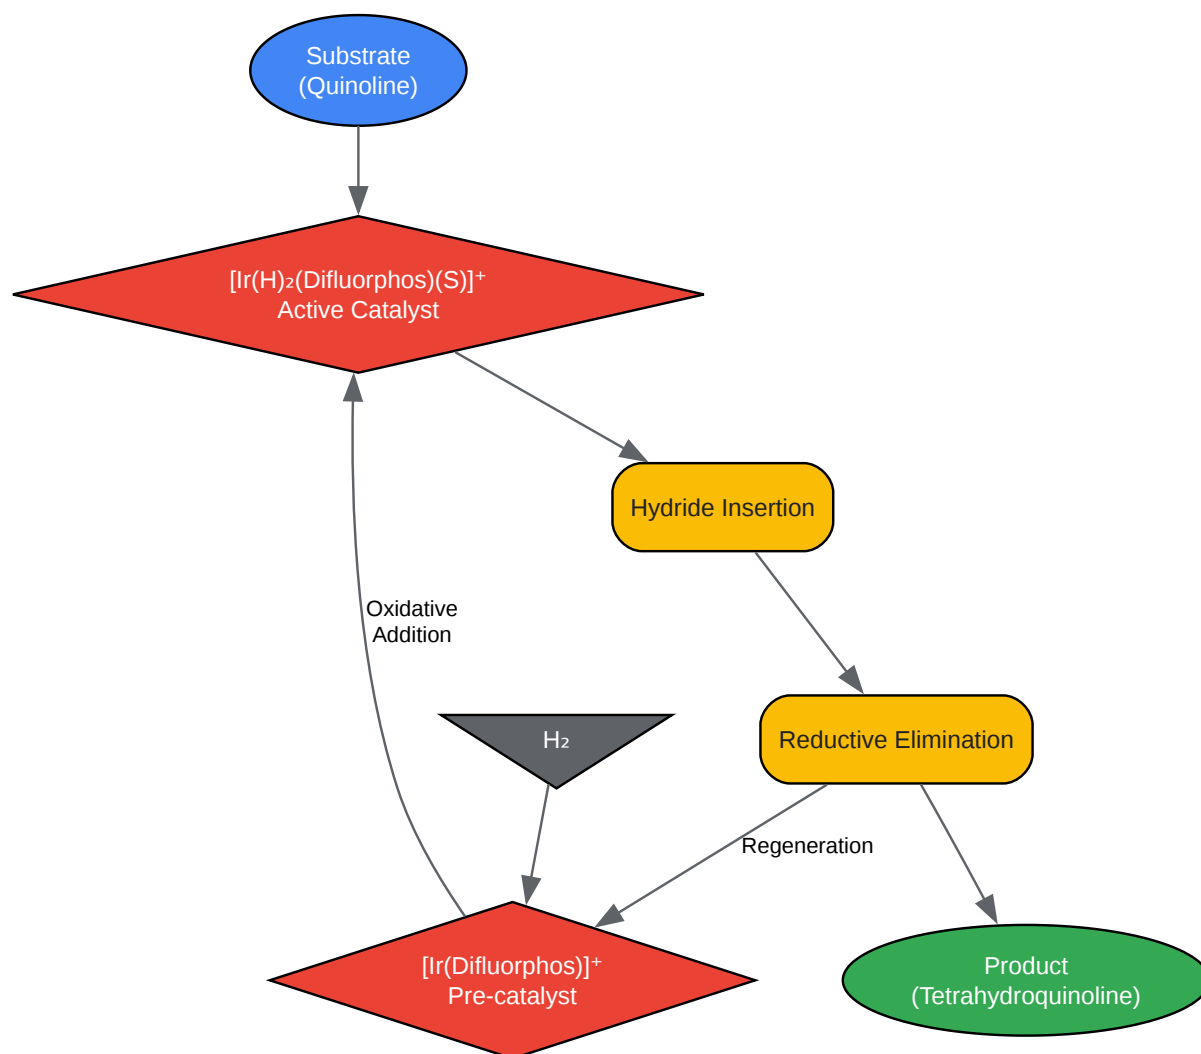 Substrate
(Quinoline)
[Ir(H)₂(Difluorphos)(S)]⁺
Active Catalyst
Hydride Insertion
Oxidative
Addition
H₂
Reductive Elimination
Regeneration
[Ir(Difluorphos)]⁺
Pre-catalyst
Product
(Tetrahydroquinoline)